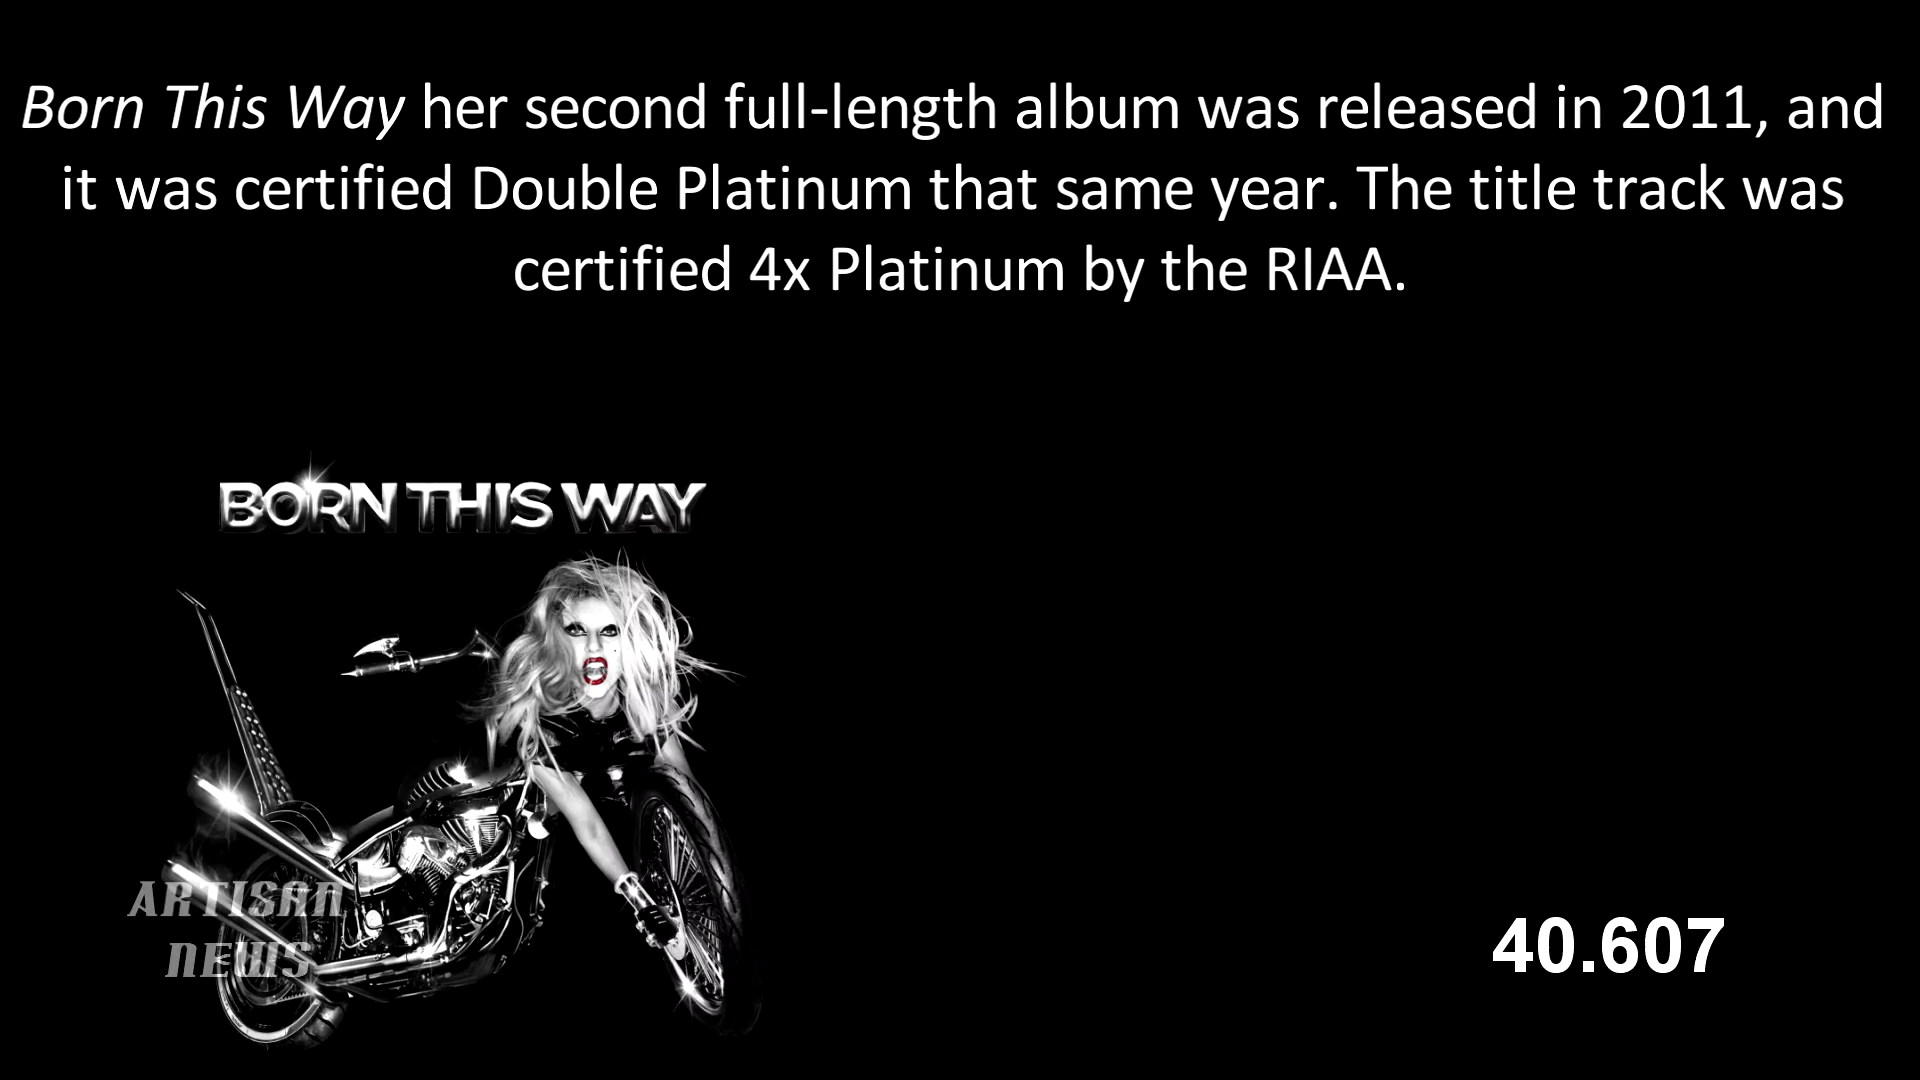 Born This Way her second full-length album was released in 2011, and
it was certified Double Platinum that same year. The title track was
certified 4x Platinum by the RIAA.
BORN THIS WAY
ARTISAN
NEWS
40.607